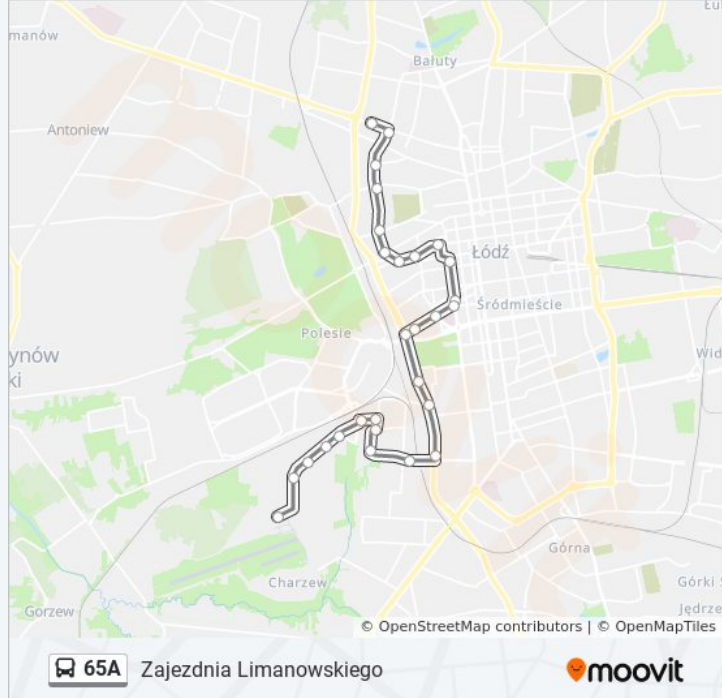 Łu
manów
Bałuty
Antoniew
Łódź
Śródmieście
Polesie
ynów
ki
Wid
Górna
Charzew
Górki Ś
Jędrze
Gorzew
© OpenStreetMap contributors | © OpenMapTiles
65A Zajezdnia Limanowskiego
moovit